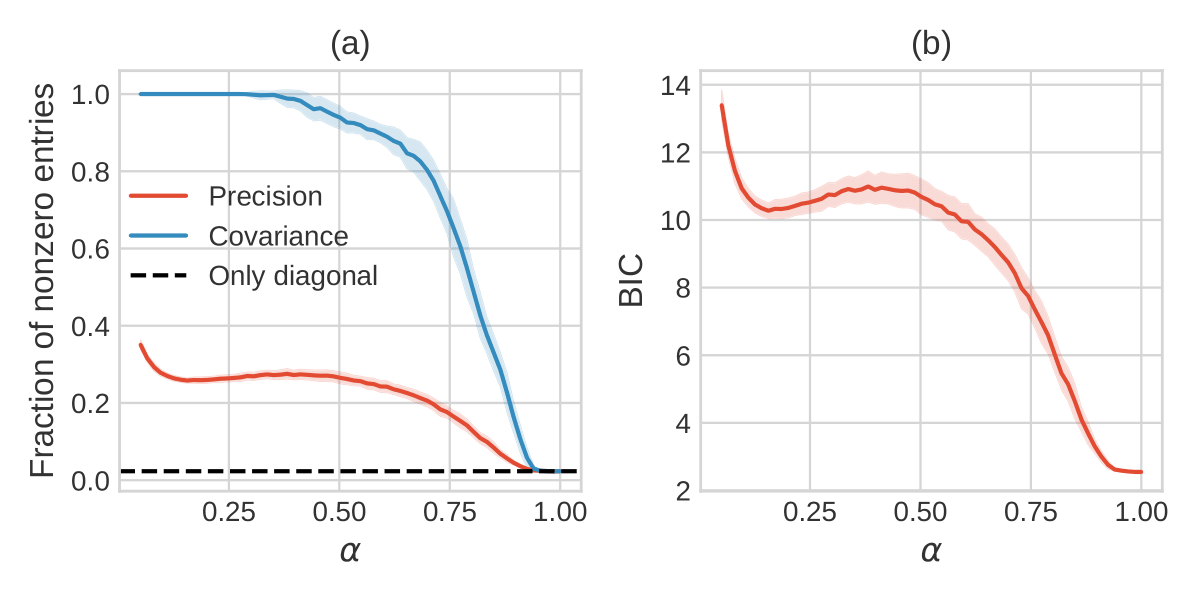 (a)
Fraction of nonzero entries
1.0
0.8
0.6
0.4
0.2
0.0
Precision
Covariance
Only diagonal
0.25 0.50 0.75 1.00
α
(b)
BIC
14
12
10
8
6
4
2
0.25 0.50 0.75 1.00
α